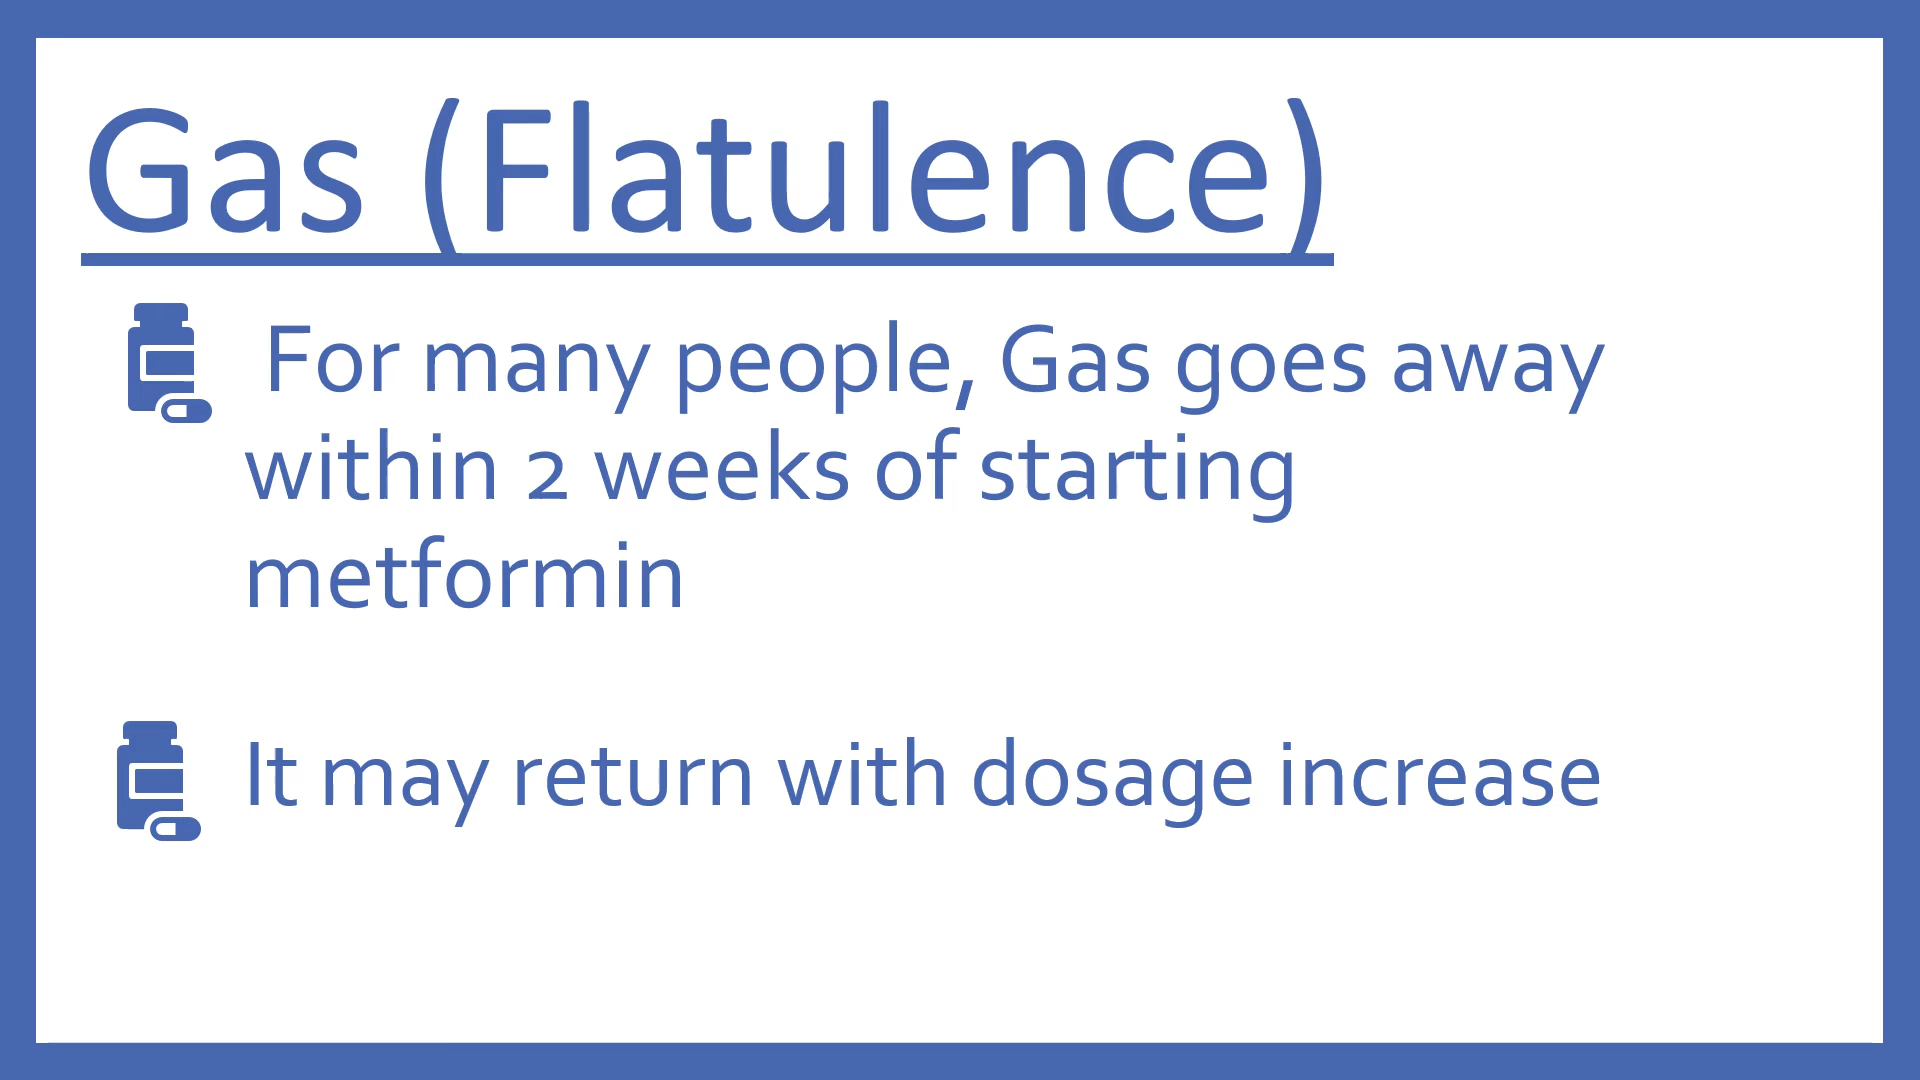 Gas (Flatulence)
For many people, Gas goes away
within 2 weeks of starting
metformin
It may return with dosage increase